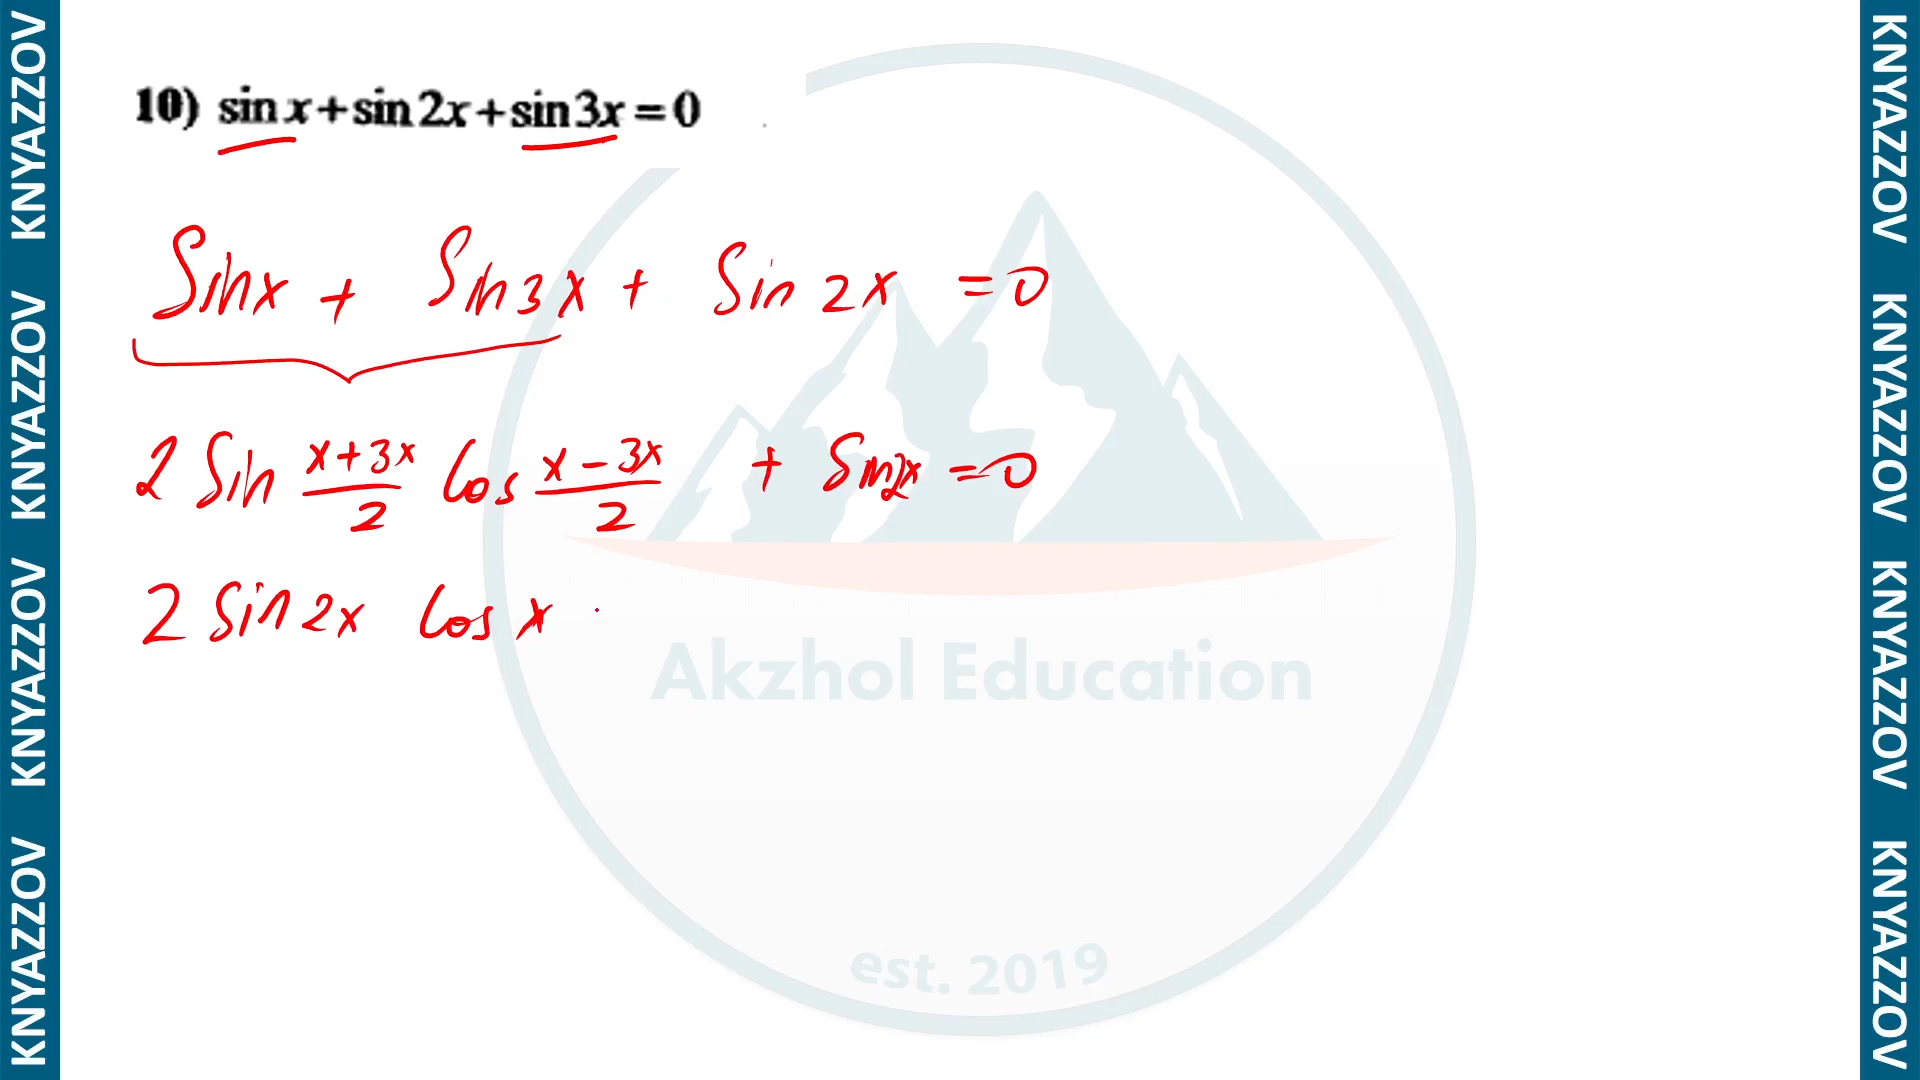 10) sin x + sin 2x + sin 3x = 0
Sin x + Sin 3x + Sin 2x = 0
2 Sin (x + 3x)/2 Cos (x − 3x)/2 + Sin 2x = 0
2 Sin 2x Cos x
Akzhol Education
est. 2019
KNYAZZOV KNYAZZOV KNYAZZOV KNYAZZOV
KNYAZZOV KNYAZZOV KNYAZZOV KNYAZZOV